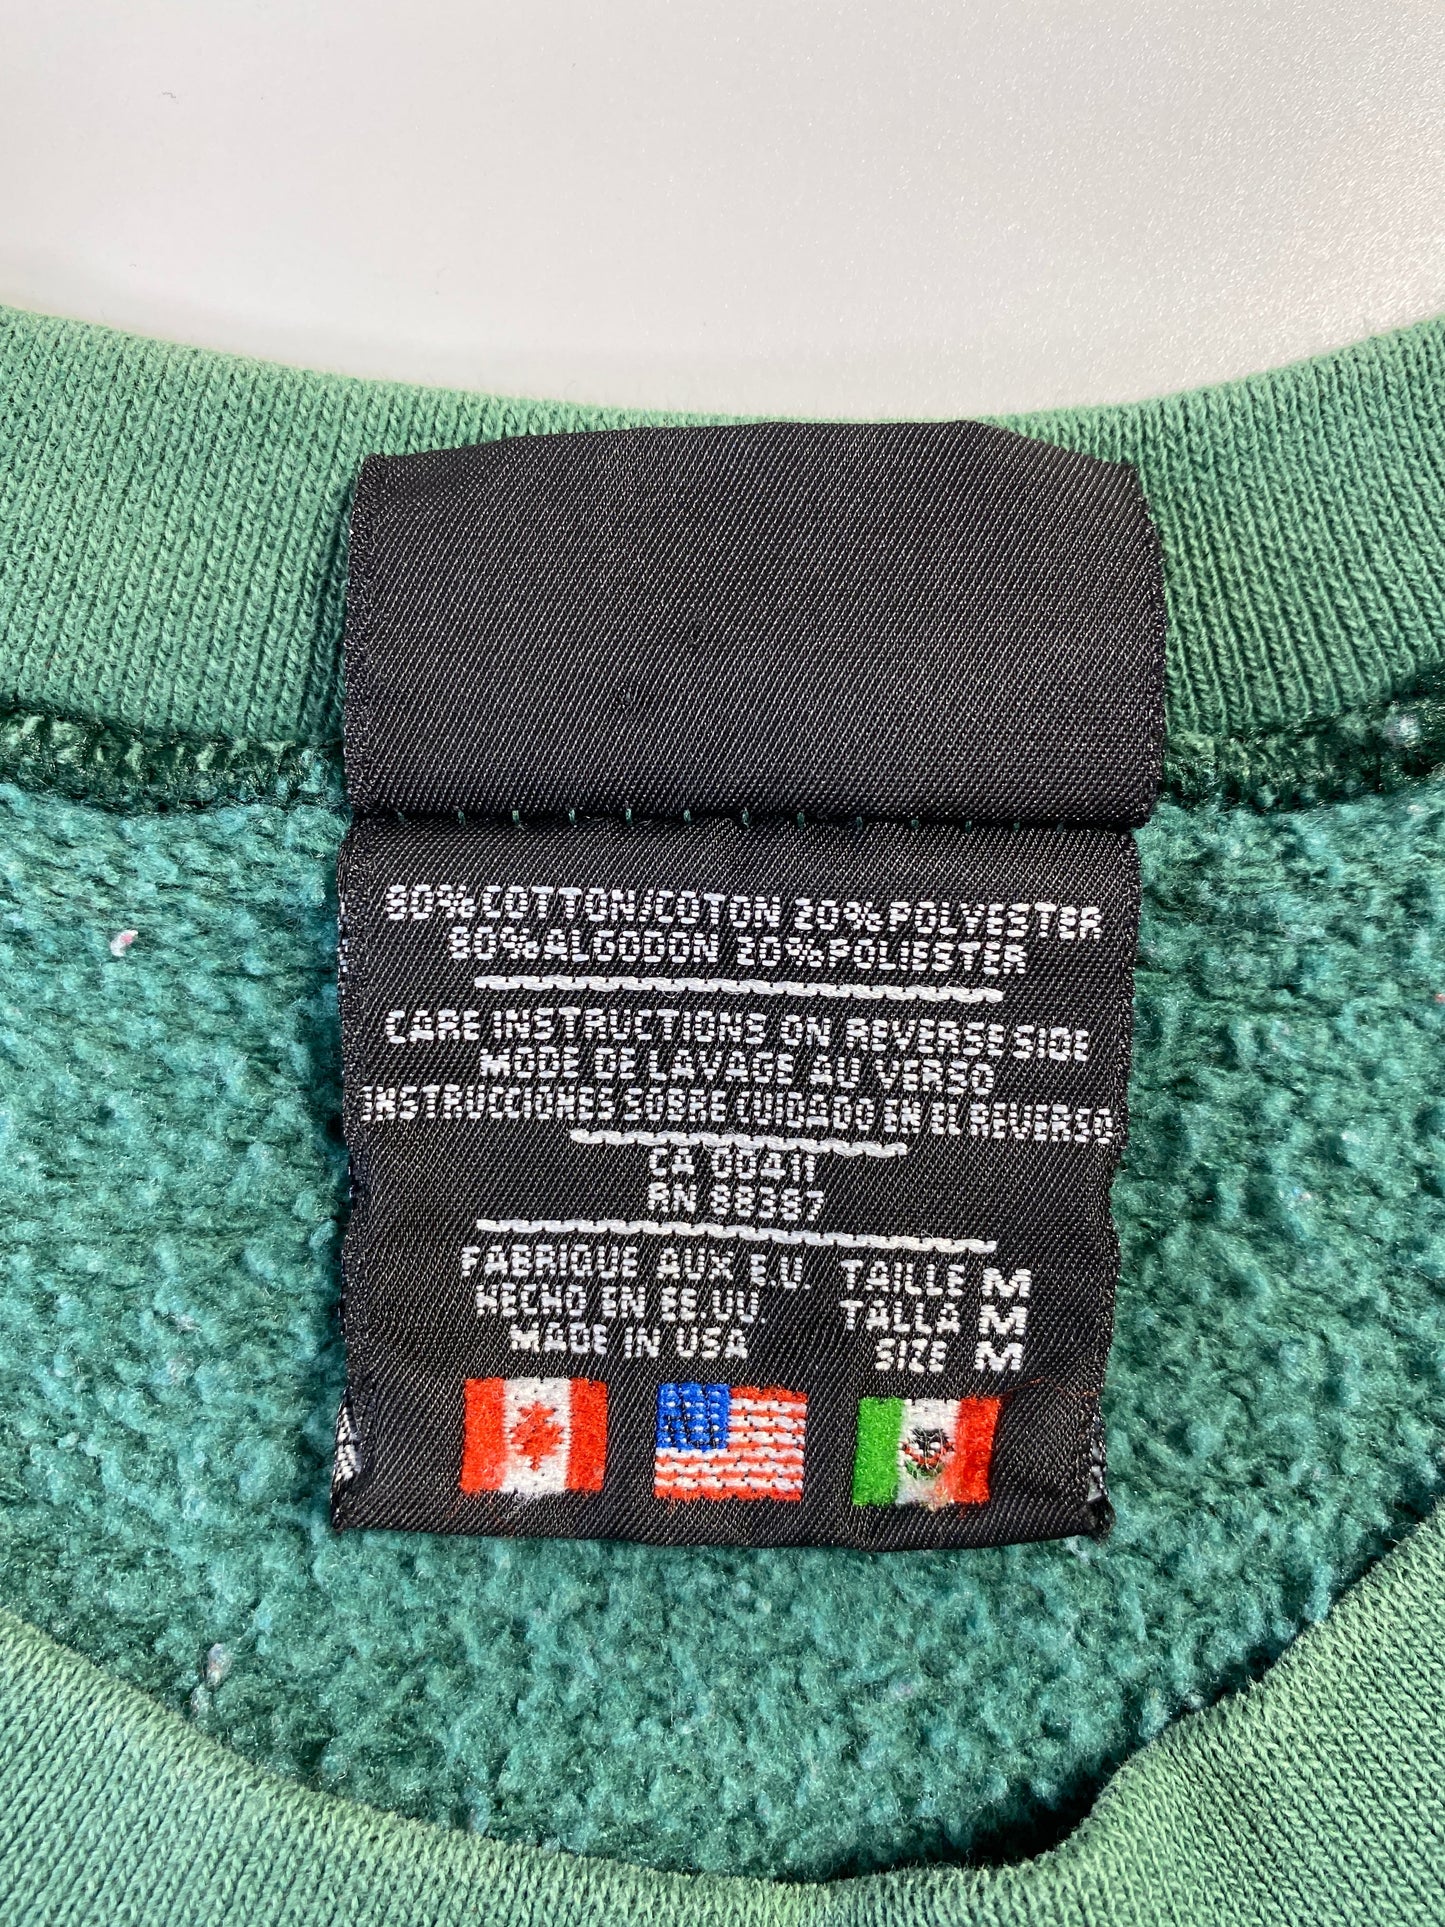 80% COTTON/COTON 20% POLYESTER
80% ALGODON 20% POLIESTER
CARE INSTRUCTIONS ON REVERSE SIDE
MODE DE LAVAGE AU VERSO
INSTRUCCIONES SOBRE CUIDADO EN EL REVERSO
CA 00411
RN 98397
FABRIQUE AUX E.U. TAILLE M
HECHO EN EE.UU. TALLA M
MADE IN USA SIZE M